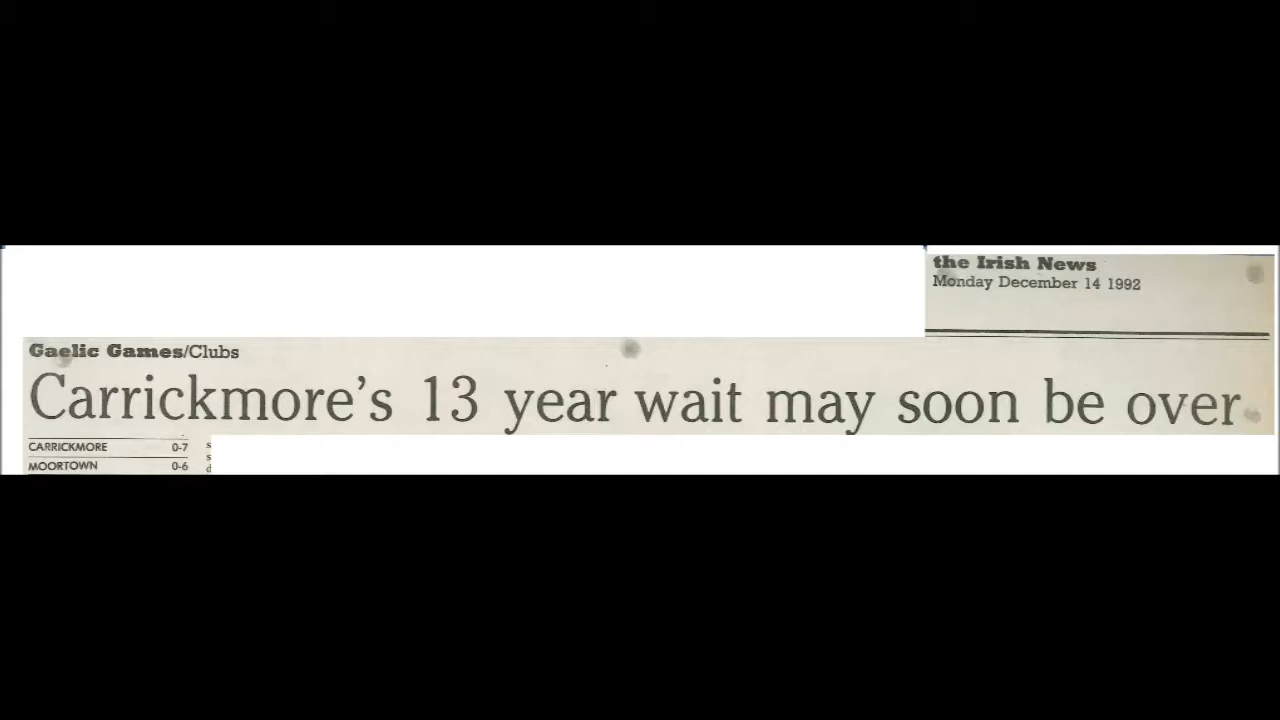 the Irish News
Monday December 14 1992
Gaelic Games/Clubs
Carrickmore's 13 year wait may soon be over
CARRICKMORE 0-7
MOORTOWN 0-6
s
s
d